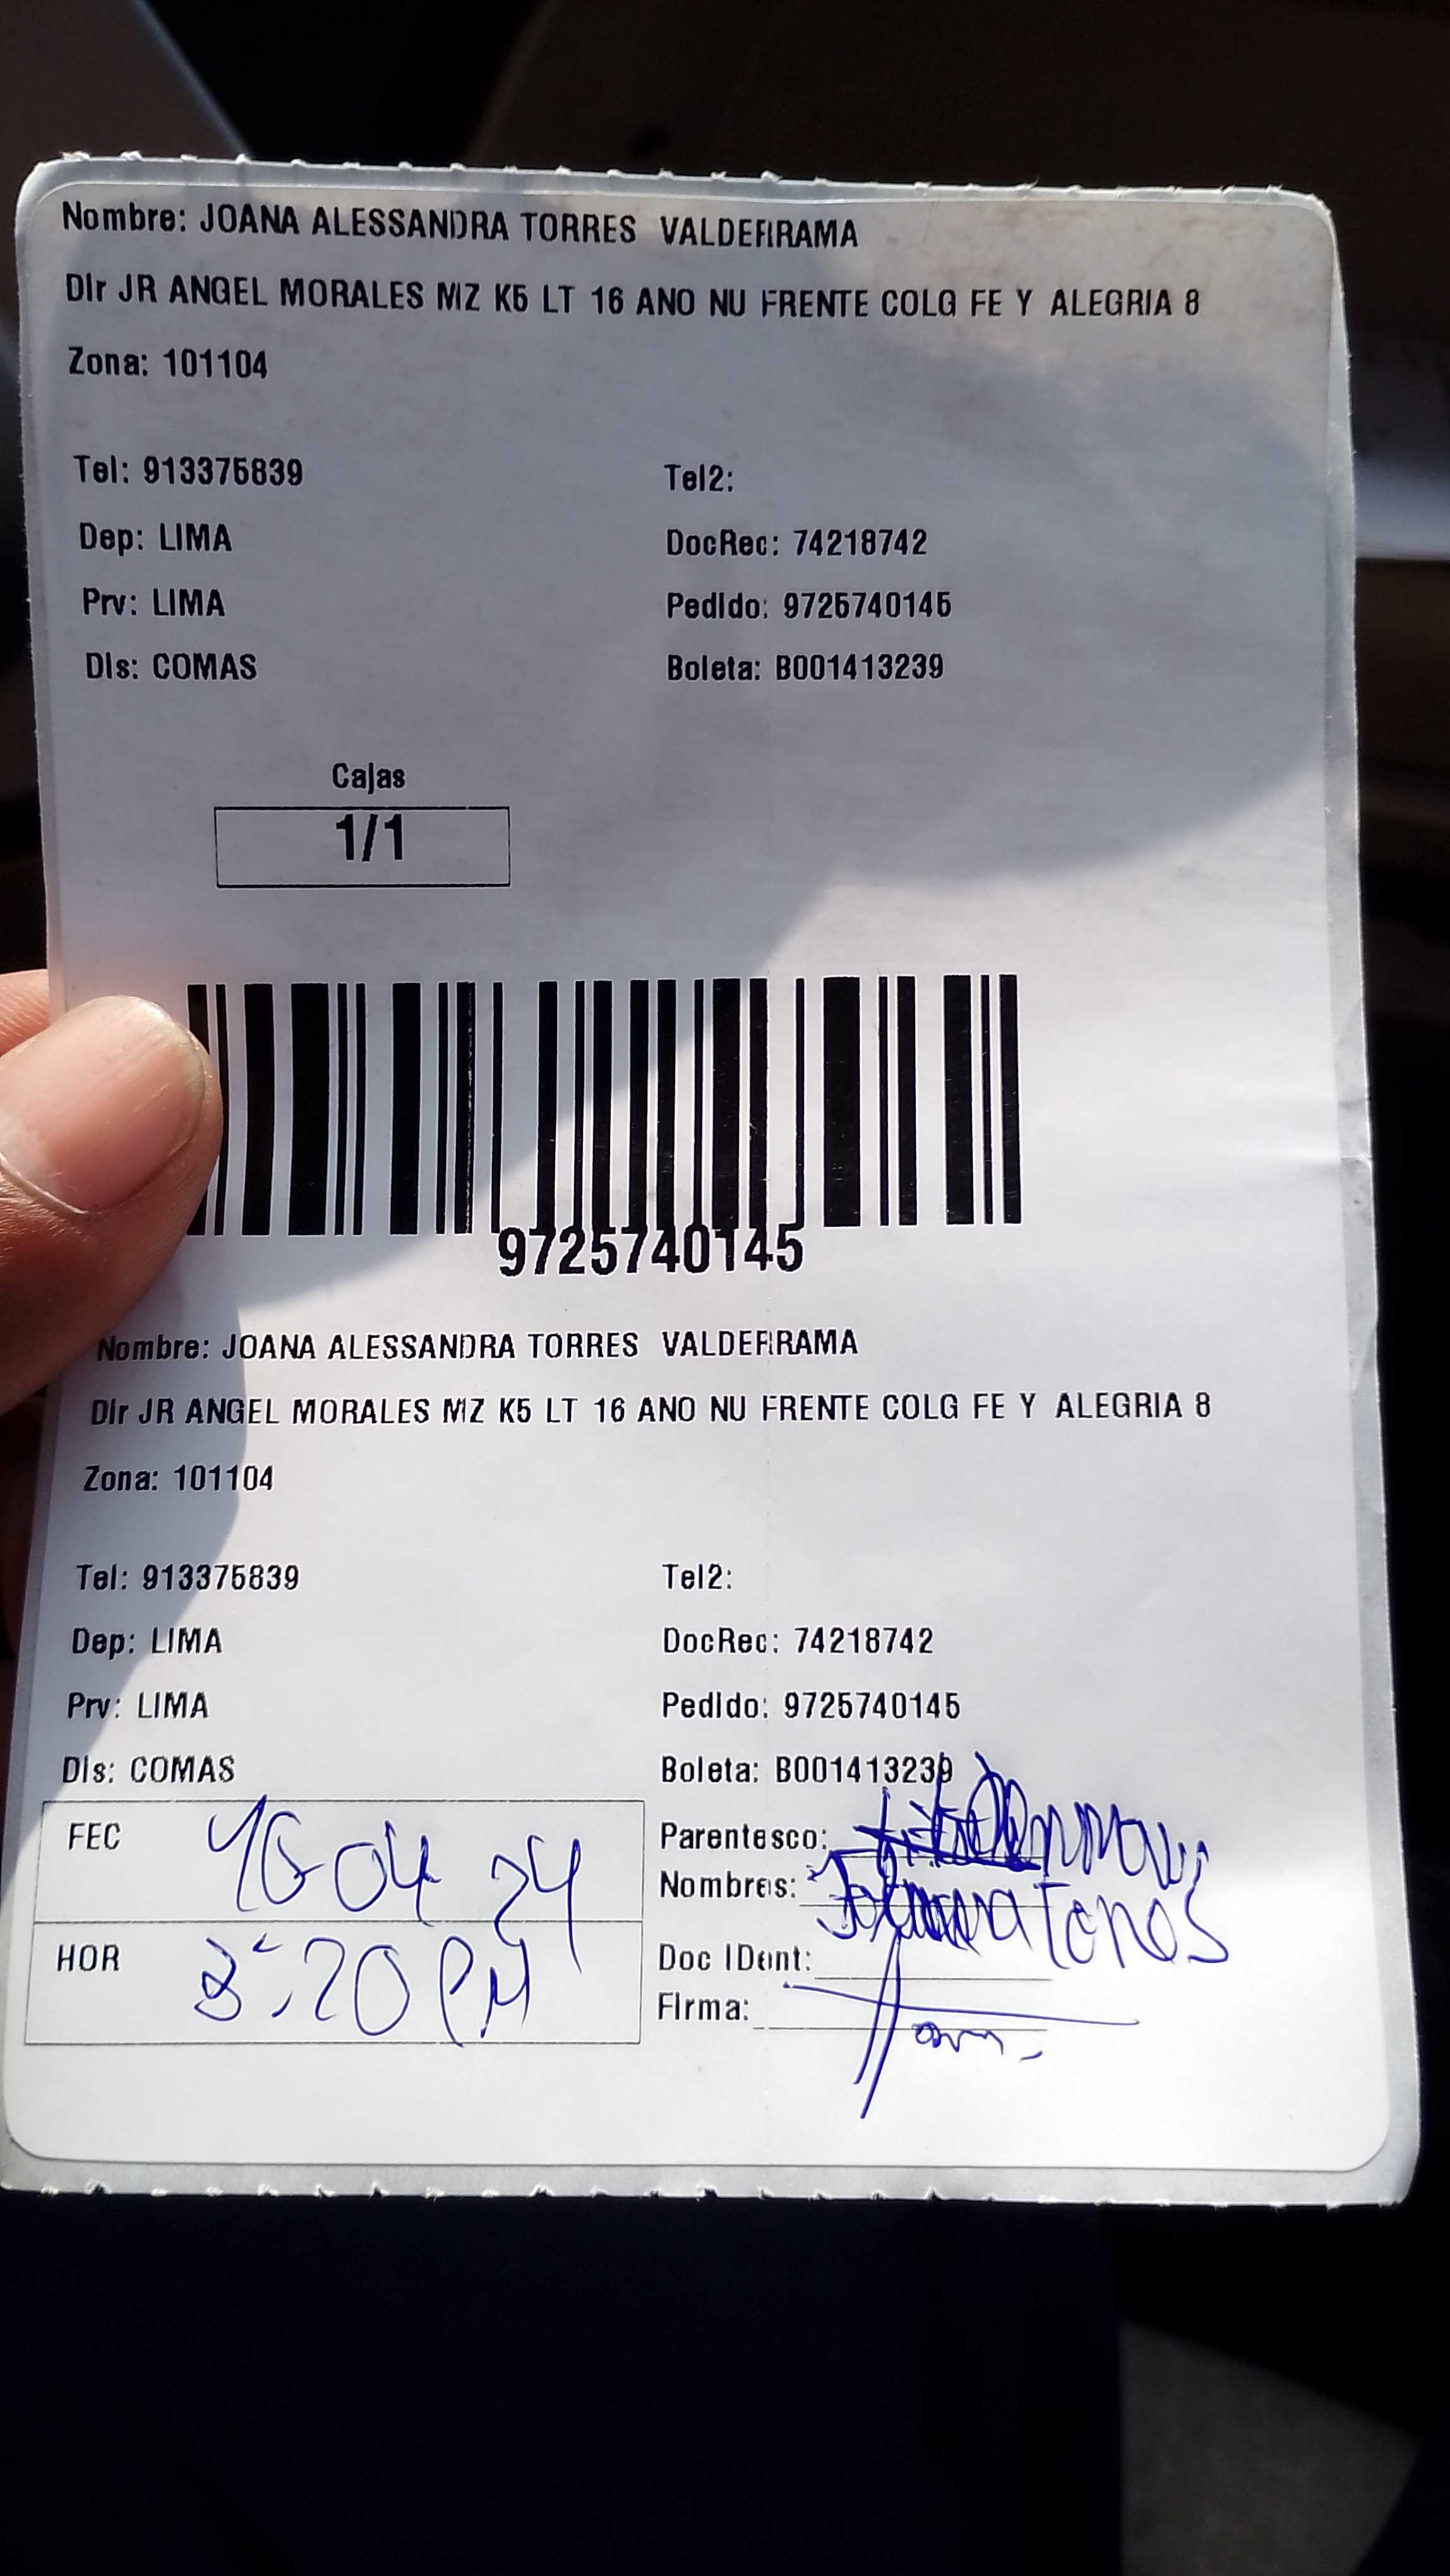 Nombre: JOANA ALESSANDRA TORRES VALDERRAMA
Dir JR ANGEL MORALES MZ K5 LT 16 ANO NU FRENTE COLG FE Y ALEGRIA 8
Zona: 101104
Tel: 913375839 Tel2:
Dep: LIMA DocRec: 74218742
Prv: LIMA Pedido: 9725740145
Dis: COMAS Boleta: B001413239
Cajas
1/1
9725740145
Nombre: JOANA ALESSANDRA TORRES VALDERRAMA
Dir JR ANGEL MORALES MZ K5 LT 16 ANO NU FRENTE COLG FE Y ALEGRIA 8
Zona: 101104
Tel: 913375839 Tel2:
Dep: LIMA DocRec: 74218742
Prv: LIMA Pedido: 9725740145
Dis: COMAS Boleta: B001413239
FEC 16 04 24 Parentesco:
Nombres: Torres
HOR 3:20 PM Doc IDent:
Firma: